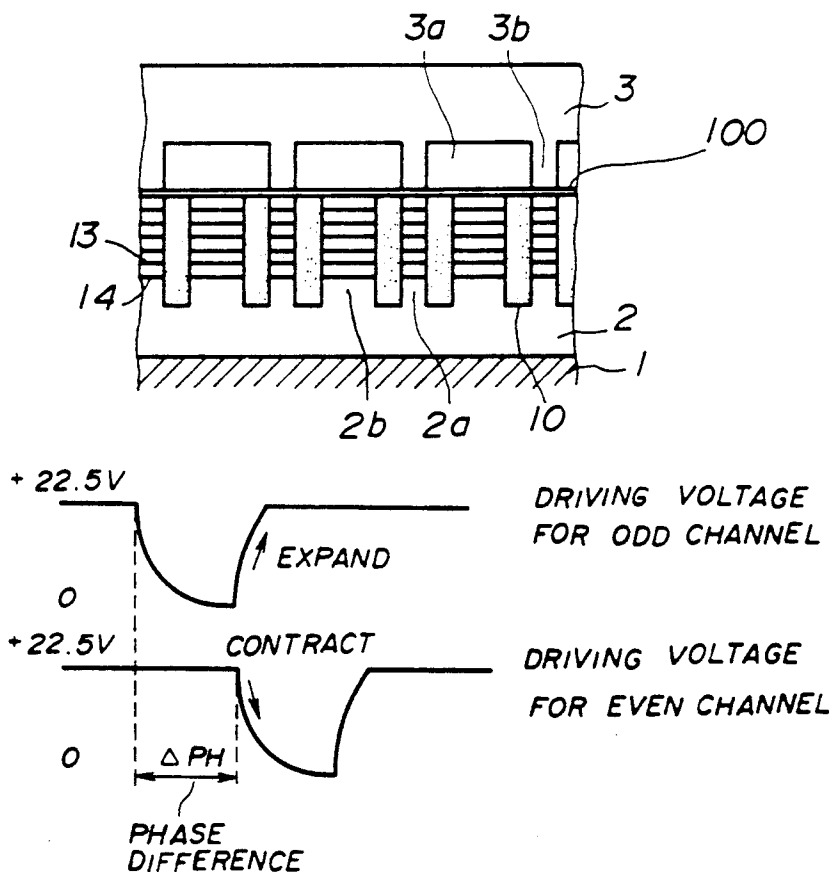 3a
3b
3
100
13
14
2
1
2b
2a
10
+ 22.5V
DRIVING VOLTAGE
FOR ODD CHANNEL
EXPAND
0
+22.5V
CONTRACT
DRIVING VOLTAGE
FOR EVEN CHANNEL
0
△ PH
PHASE
DIFFERENCE